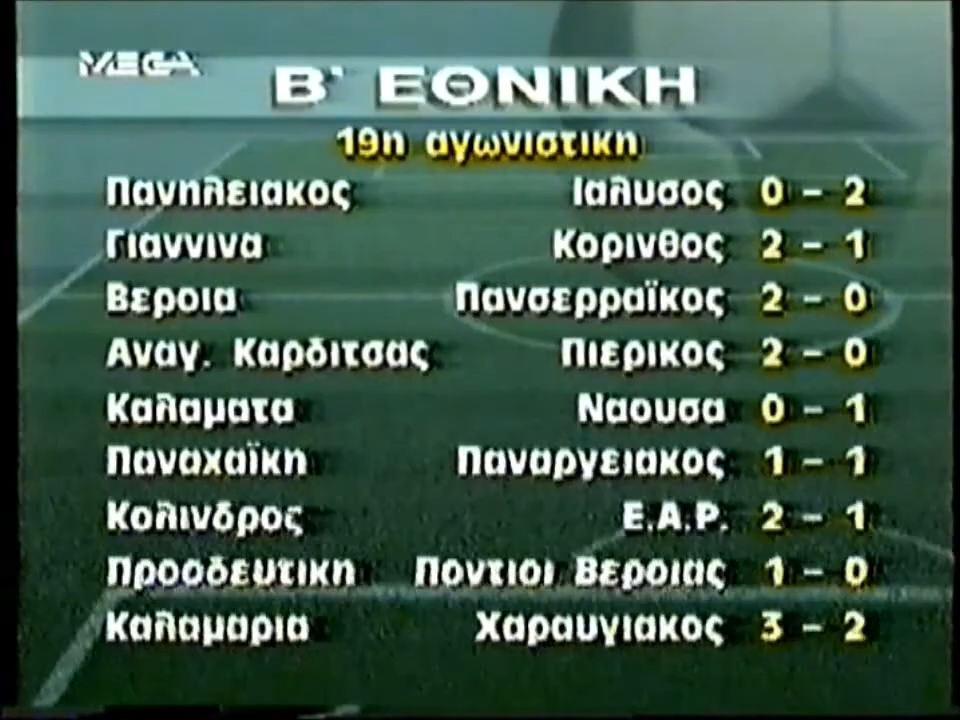 MEGA
Β' ΕΘΝΙΚΗ
19η αγωνιστικη
Πανηλειακος Ιαλυσος 0 - 2
Γιαννινα Κορινθος 2 - 1
Βεροια Πανσερραϊκος 2 - 0
Αναγ. Καρδιτσας Πιερικος 2 - 0
Καλαματα Ναουσα 0 - 1
Παναχαϊκη Παναργειακος 1 - 1
Κολινδρος Ε.Α.Ρ. 2 - 1
Προοδευτικη Ποντιοι Βεροιας 1 - 0
Καλαμαρια Χαραυγιακος 3 - 2